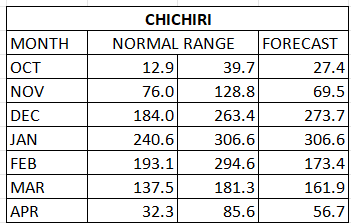 CHICHIRI
MONTH NORMAL RANGE FORECAST
OCT 12.9 39.7 27.4
NOV 76.0 128.8 69.5
DEC 184.0 263.4 273.7
JAN 240.6 306.6 306.6
FEB 193.1 294.6 173.4
MAR 137.5 181.3 161.9
APR 32.3 85.6 56.7